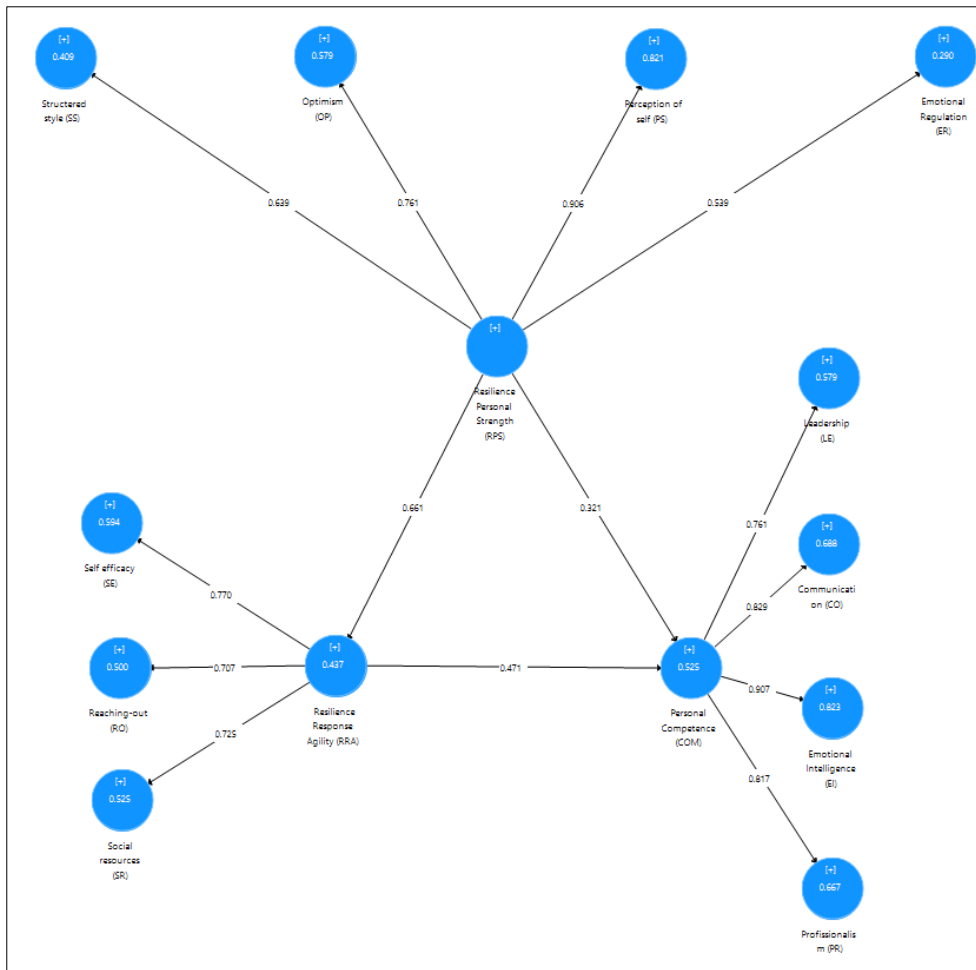 [+]
0.409
Structered
style (SS)
[+]
0.579
Optimism
(OP)
[+]
0.821
Perception of
self (PS)
[+]
0.290
Emotional
Regulation
(ER)
0.639
0.761
0.906
0.539
[+]
Resilience
Personal
Strength
(RPS)
[+]
0.579
Leadership
(LE)
0.661
0.321
0.761
[+]
0.594
Self efficacy
(SE)
[+]
0.688
Communicati
on (CO)
0.770
0.829
[+]
0.500
Reaching-out
(RO)
0.707
[+]
0.437
Resilience
Response
Agility (RRA)
0.471
[+]
0.525
Personal
Competence
(COM)
0.907
[+]
0.823
Emotional
Intelligence
(EI)
0.725
0.817
[+]
0.525
Social
resources
(SR)
[+]
0.667
Profissionalis
m (PR)